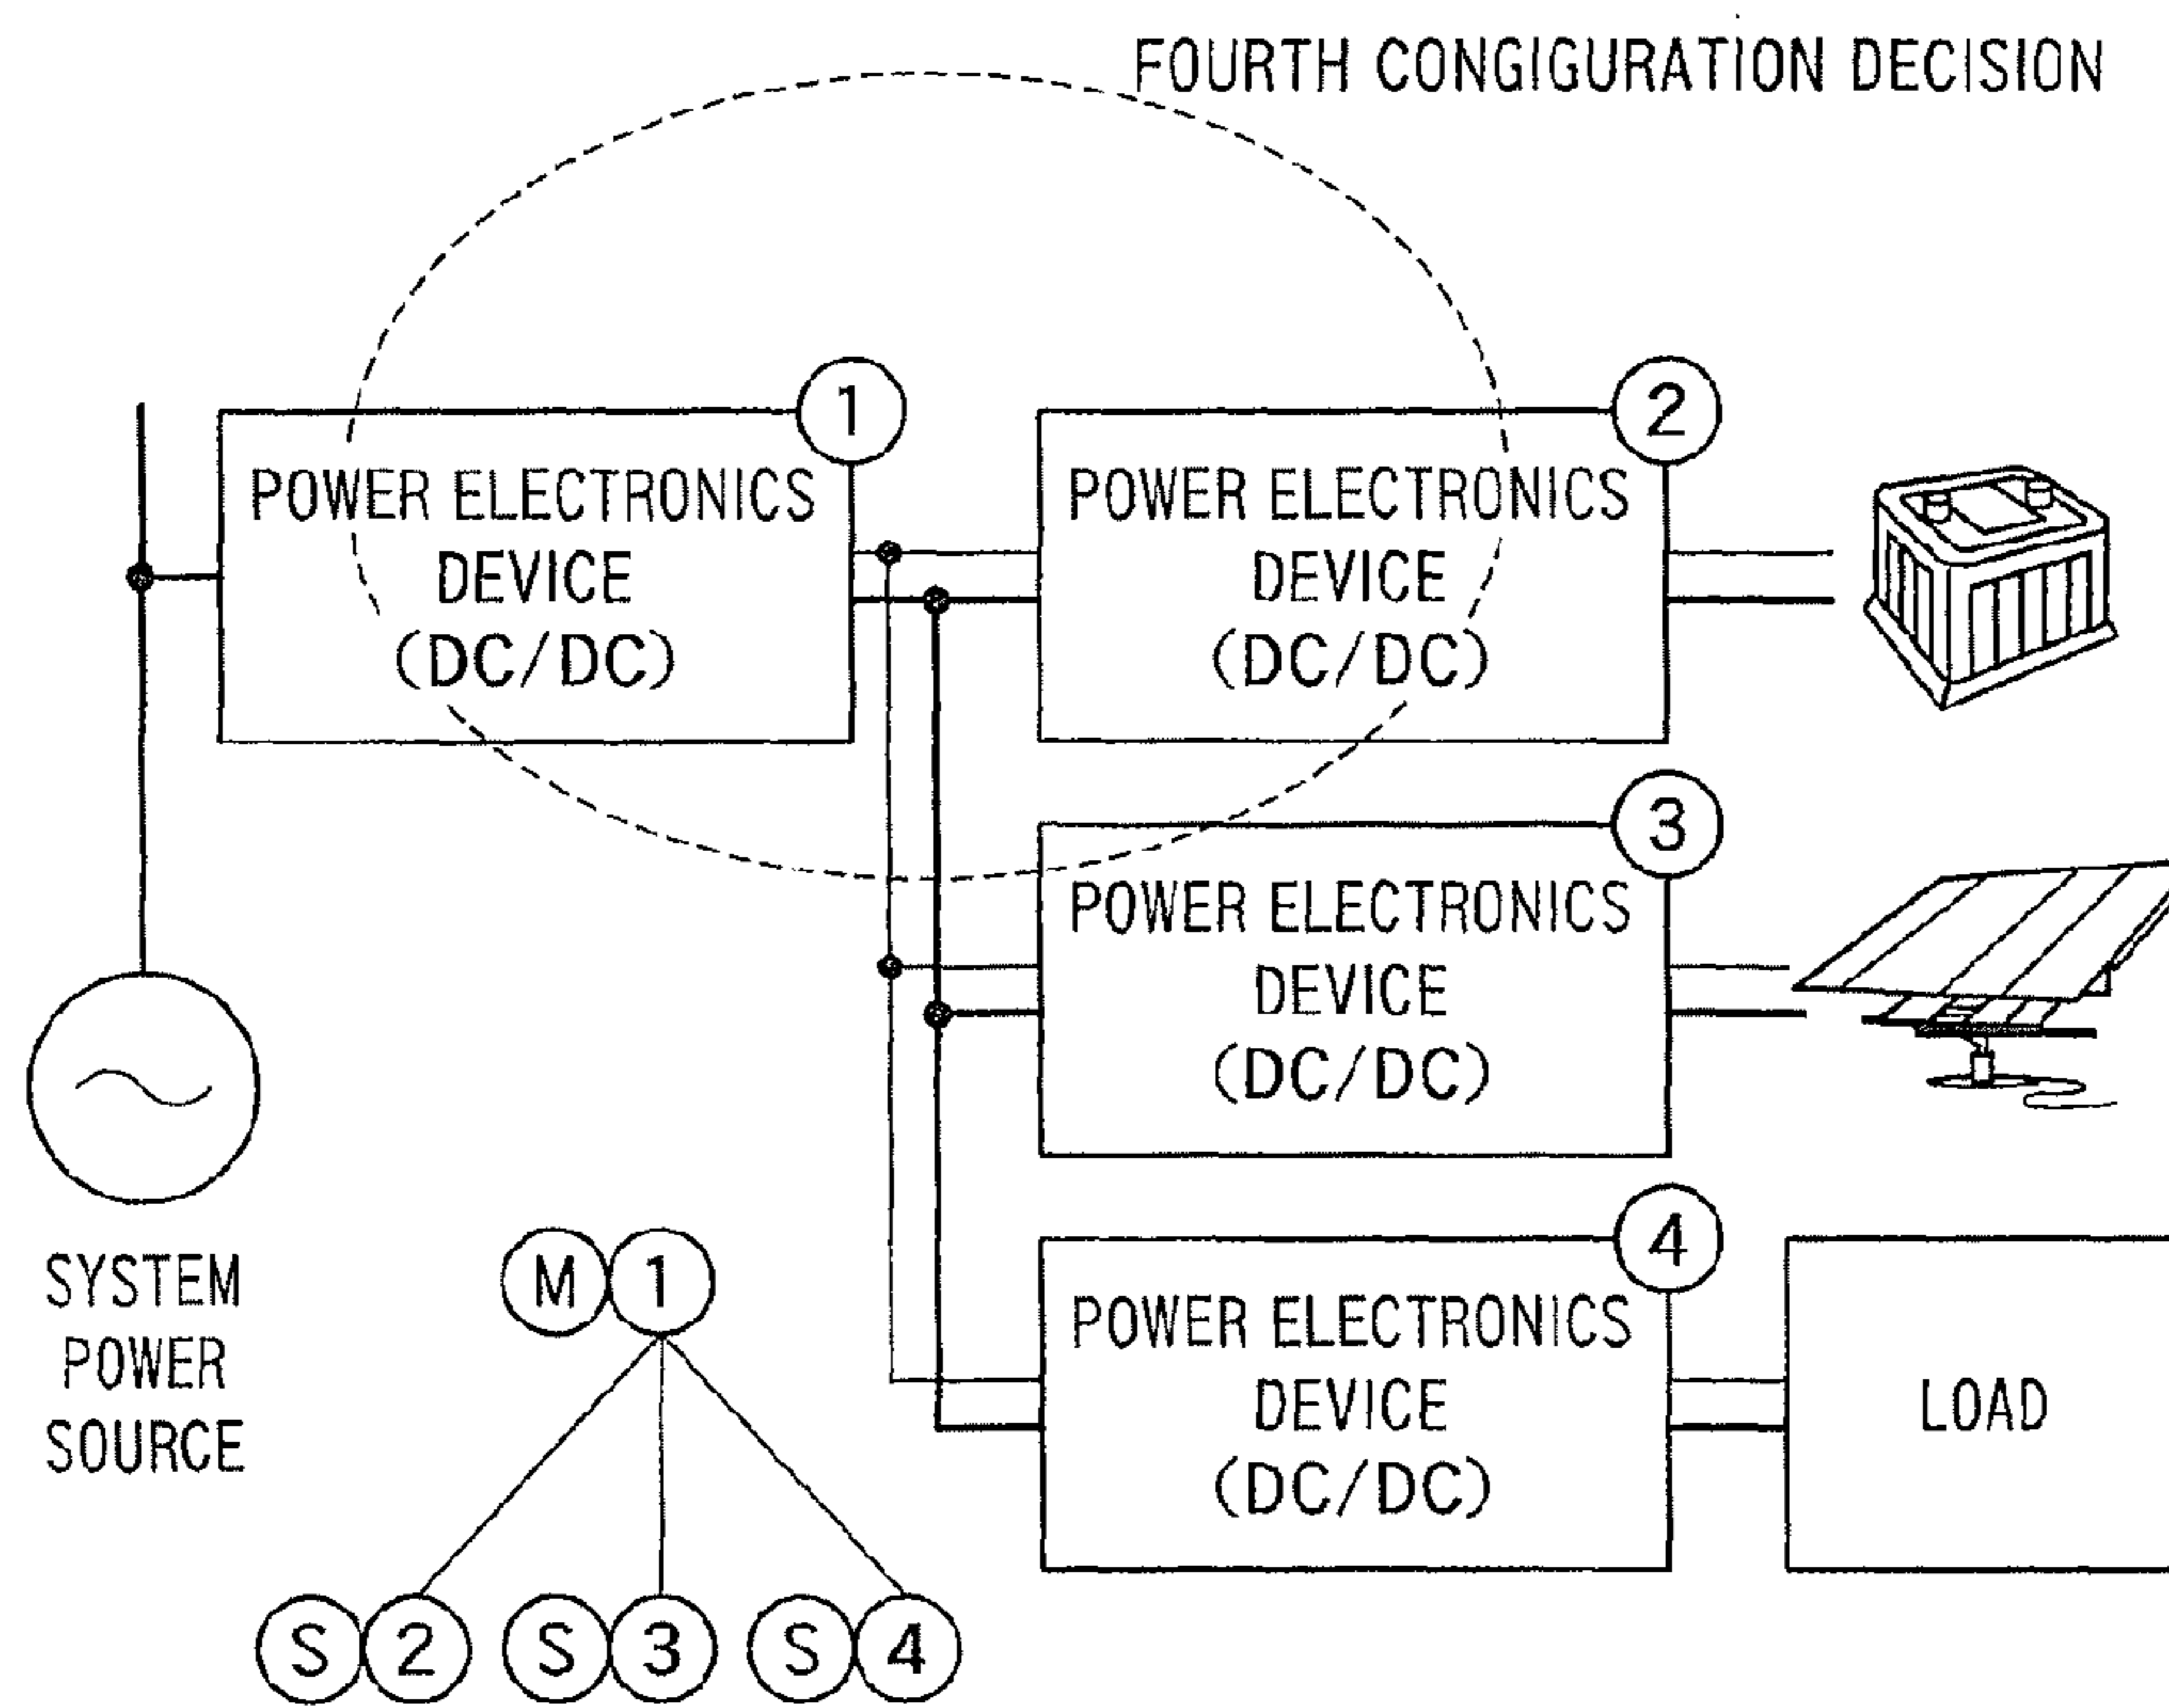 FOURTH CONGIGURATION DECISION
1
POWER ELECTRONICS
DEVICE
(DC/DC)
2
POWER ELECTRONICS
DEVICE
(DC/DC)
3
POWER ELECTRONICS
DEVICE
(DC/DC)
4
POWER ELECTRONICS
DEVICE
(DC/DC)
LOAD
SYSTEM
POWER
SOURCE
M 1
S 2 S 3 S 4